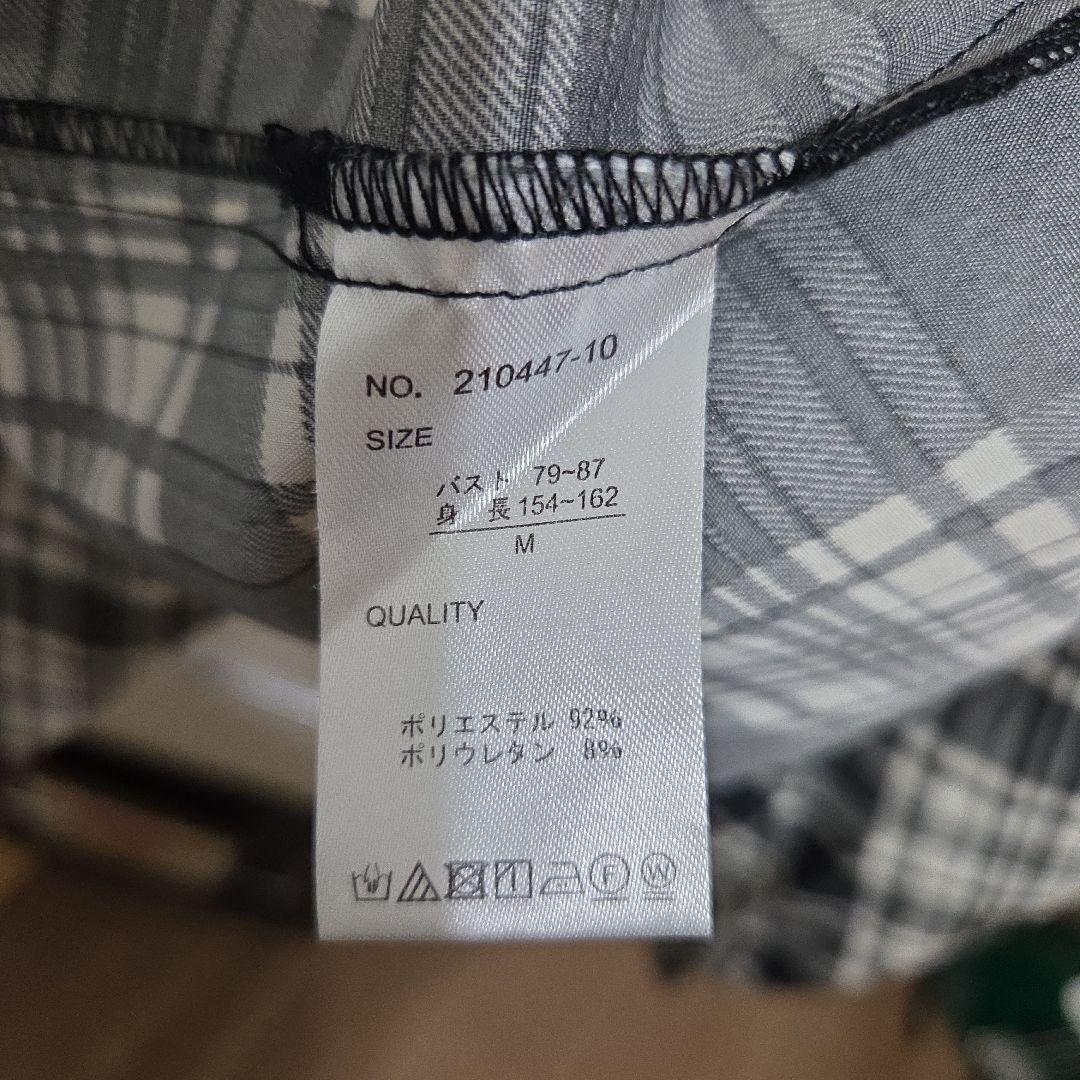 NO. 210447-10
SIZE
バスト 79~87
身 長 154~162
M
QUALITY
ポリエステル 92%
ポリウレタン 8%
F W